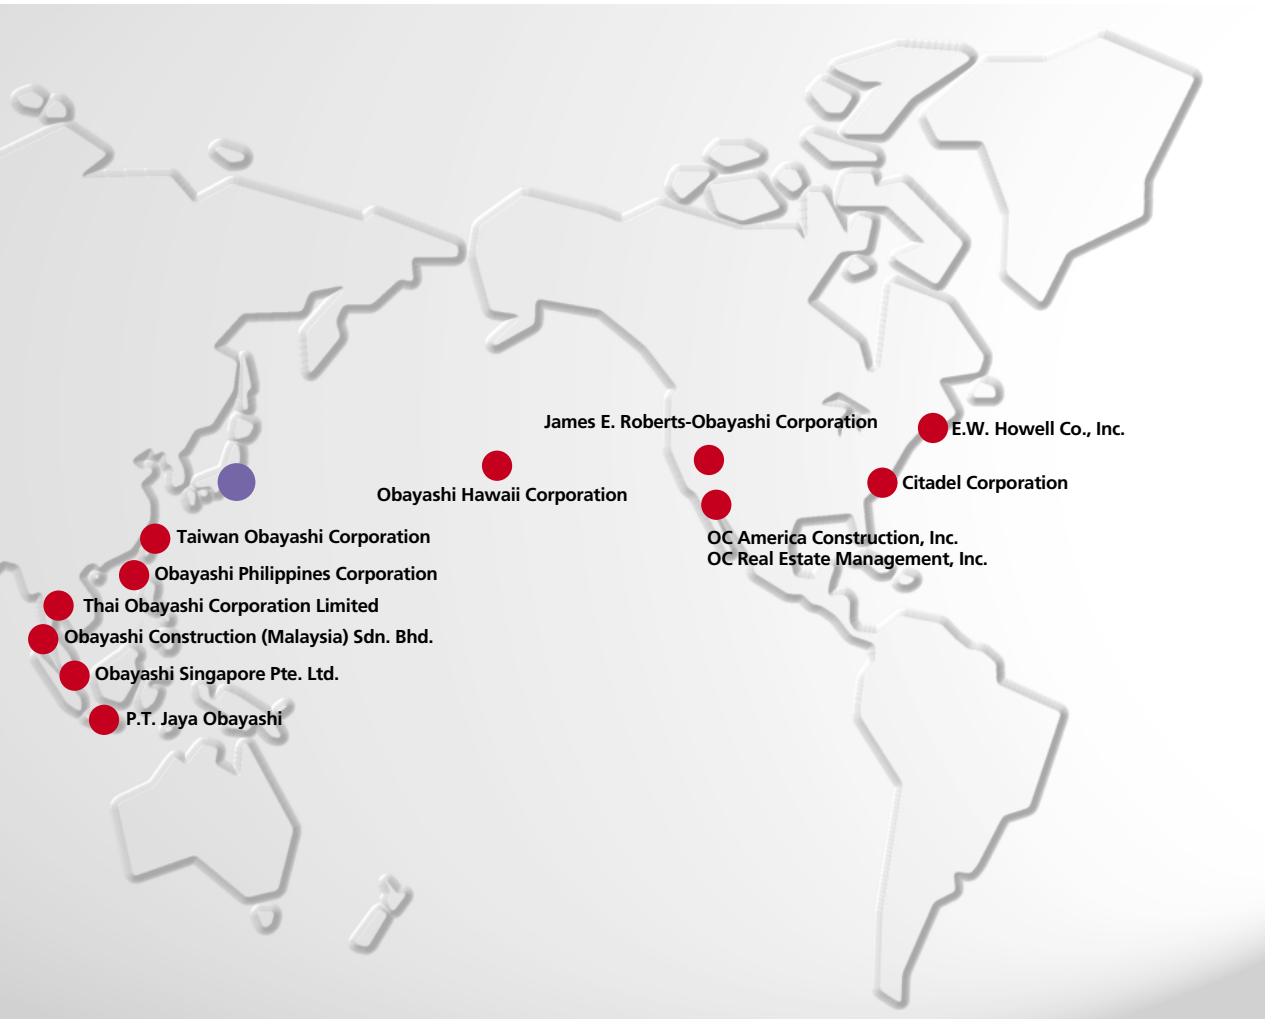 James E. Roberts-Obayashi Corporation
E.W. Howell Co., Inc.
Obayashi Hawaii Corporation
Citadel Corporation
Taiwan Obayashi Corporation
OC America Construction, Inc.
OC Real Estate Management, Inc.
Obayashi Philippines Corporation
Thai Obayashi Corporation Limited
Obayashi Construction (Malaysia) Sdn. Bhd.
Obayashi Singapore Pte. Ltd.
P.T. Jaya Obayashi